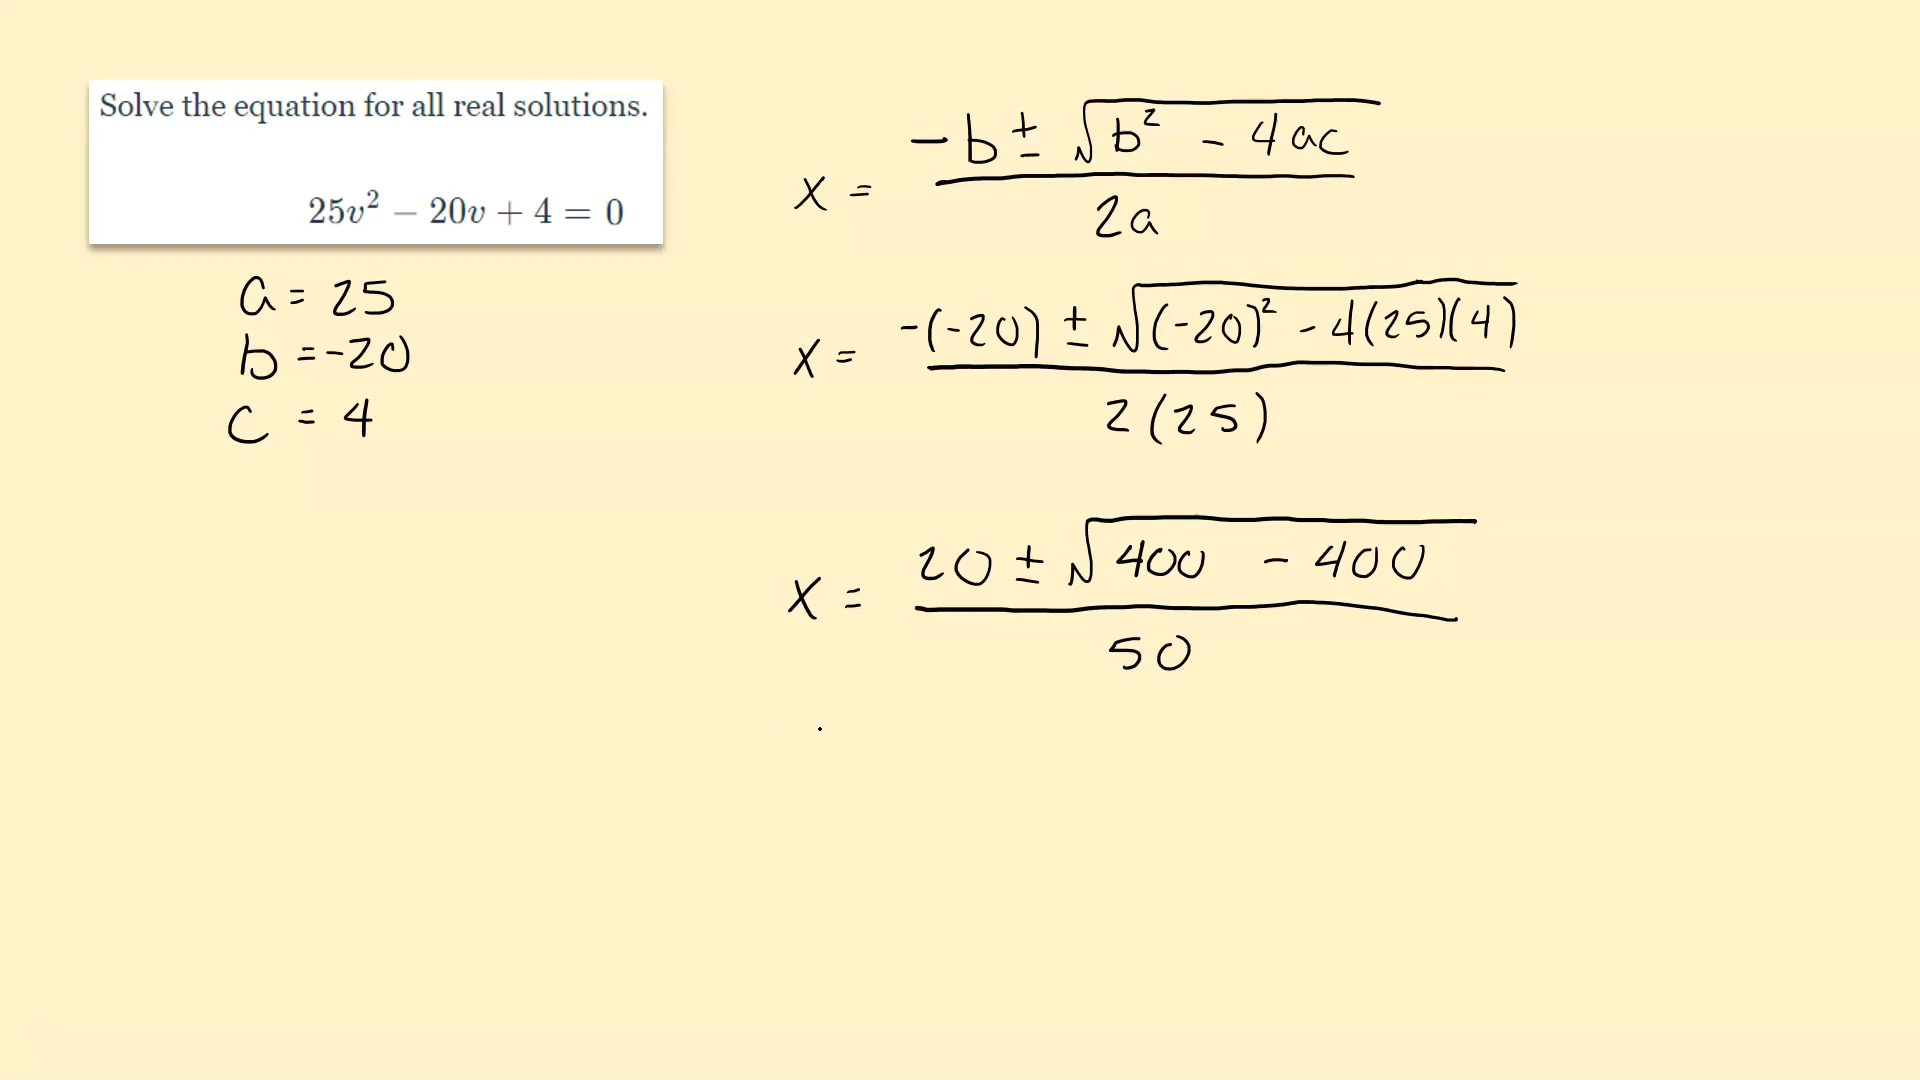 Solve the equation for all real solutions.
25v² − 20v + 4 = 0
a = 25
b = -20
c = 4
x = (-b ± √(b² - 4ac)) / 2a
x = (-(-20) ± √((-20)² - 4(25)(4))) / 2(25)
x = (20 ± √(400 - 400)) / 50